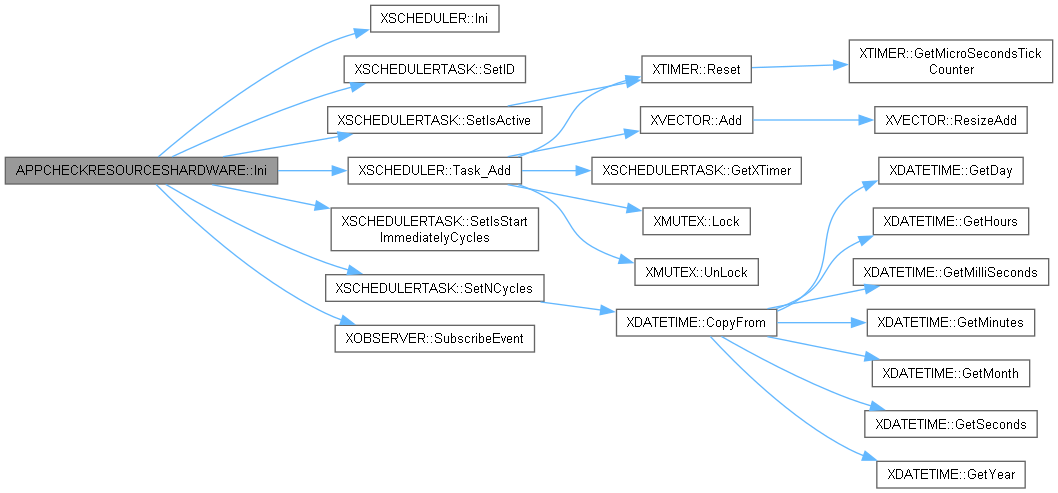 APPCHECKRESOURCESHARDWARE::Ini
XSCHEDULER::Ini
XSCHEDULERTASK::SetID
XSCHEDULERTASK::SetIsActive
XSCHEDULER::Task_Add
XSCHEDULERTASK::SetIsStart
ImmediatelyCycles
XSCHEDULERTASK::SetNCycles
XOBSERVER::SubscribeEvent
XTIMER::Reset
XVECTOR::Add
XSCHEDULERTASK::GetXTimer
XMUTEX::Lock
XMUTEX::UnLock
XDATETIME::CopyFrom
XTIMER::GetMicroSecondsTick
Counter
XVECTOR::ResizeAdd
XDATETIME::GetDay
XDATETIME::GetHours
XDATETIME::GetMilliSeconds
XDATETIME::GetMinutes
XDATETIME::GetMonth
XDATETIME::GetSeconds
XDATETIME::GetYear